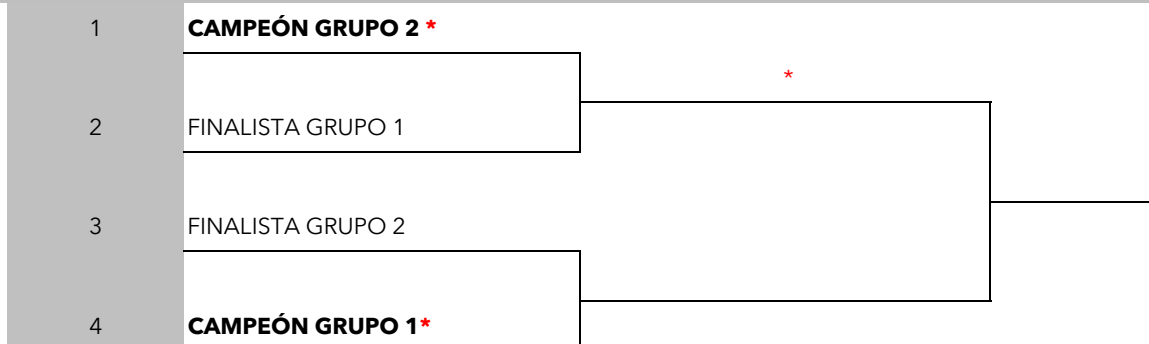 1 CAMPEÓN GRUPO 2 *
*
2 FINALISTA GRUPO 1
3 FINALISTA GRUPO 2
4 CAMPEÓN GRUPO 1*